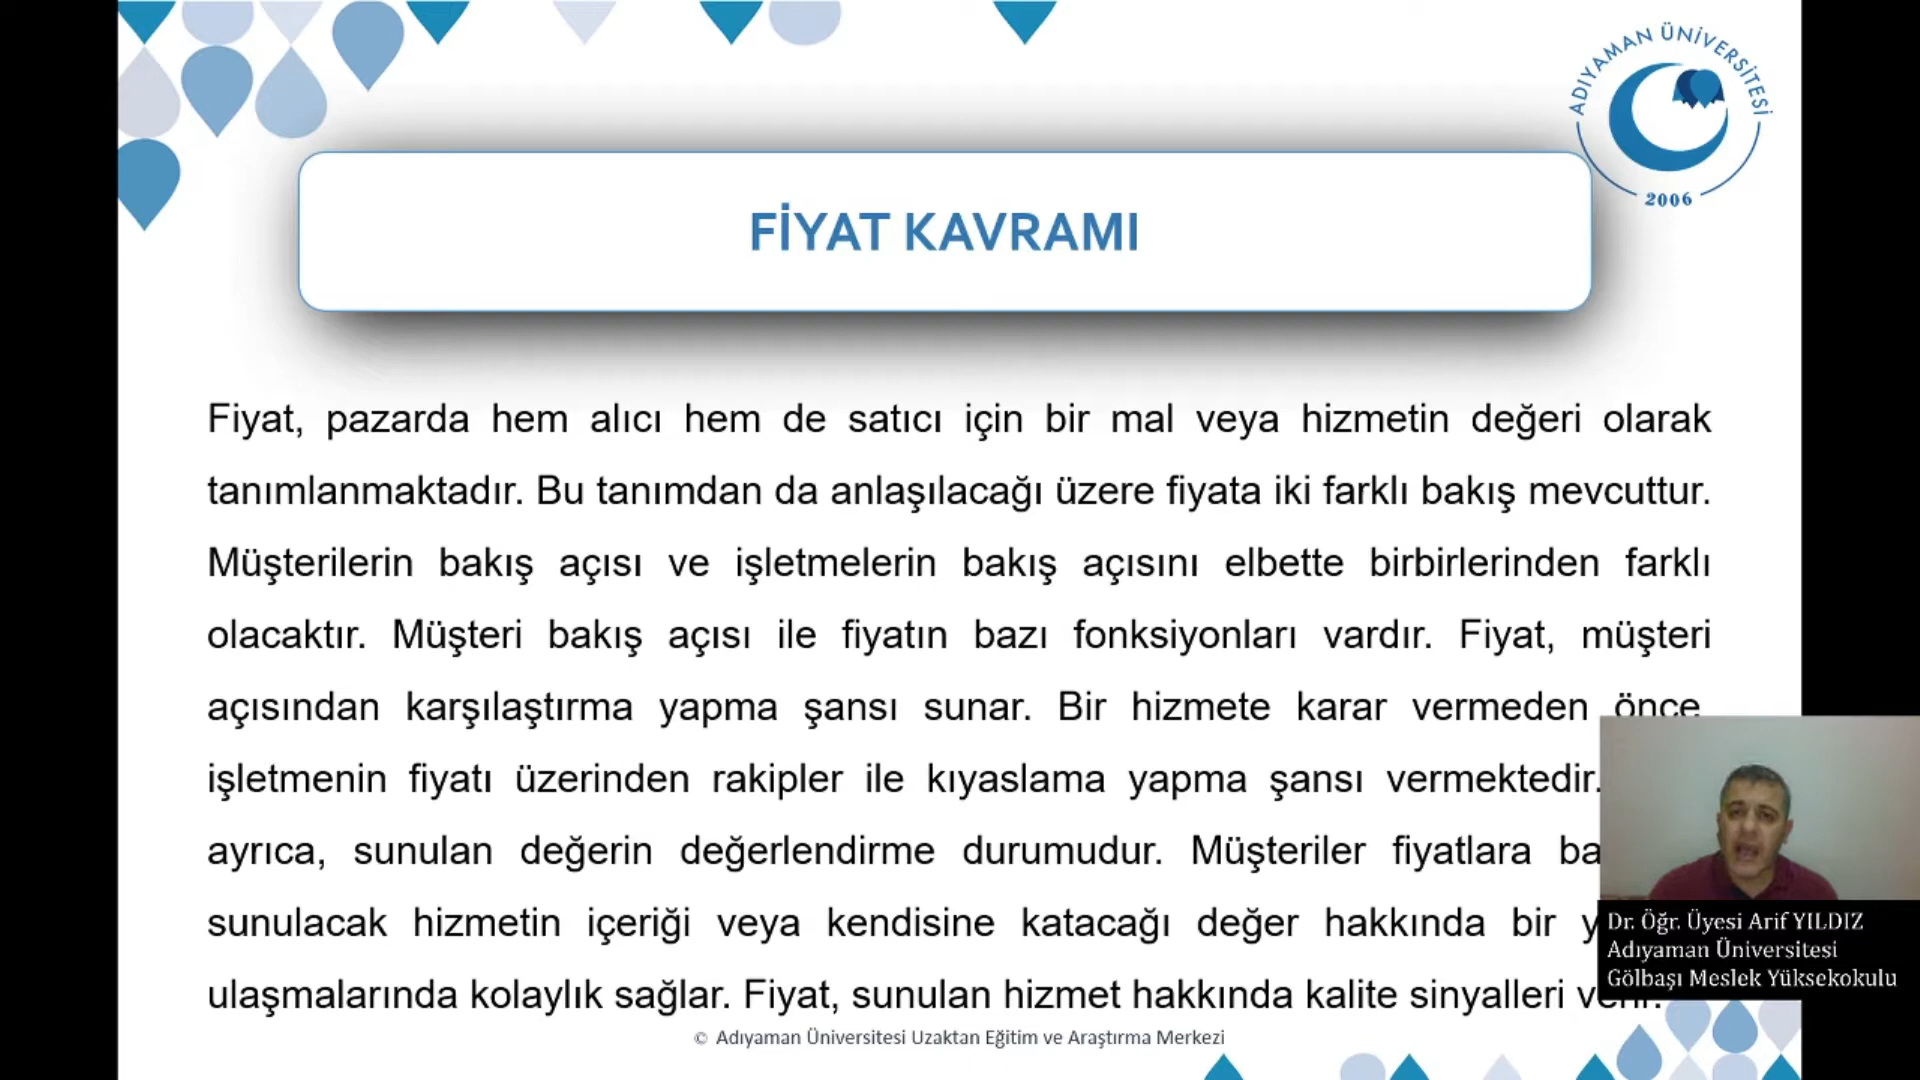 ADIYAMAN ÜNİVERSİTESİ
2006
FİYAT KAVRAMI
Fiyat, pazarda hem alıcı hem de satıcı için bir mal veya hizmetin değeri olarak
tanımlanmaktadır. Bu tanımdan da anlaşılacağı üzere fiyata iki farklı bakış mevcuttur.
Müşterilerin bakış açısı ve işletmelerin bakış açısını elbette birbirlerinden farklı
olacaktır. Müşteri bakış açısı ile fiyatın bazı fonksiyonları vardır. Fiyat, müşteri
açısından karşılaştırma yapma şansı sunar. Bir hizmete karar vermeden önce
işletmenin fiyatı üzerinden rakipler ile kıyaslama yapma şansı vermektedir.
ayrıca, sunulan değerin değerlendirme durumudur. Müşteriler fiyatlara
sunulacak hizmetin içeriği veya kendisine katacağı değer hakkında bir
ulaşmalarında kolaylık sağlar. Fiyat, sunulan hizmet hakkında kalite sinyalleri verir.
Dr. Öğr. Üyesi Arif YILDIZ
Adıyaman Üniversitesi
Gölbaşı Meslek Yüksekokulu
© Adıyaman Üniversitesi Uzaktan Eğitim ve Araştırma Merkezi